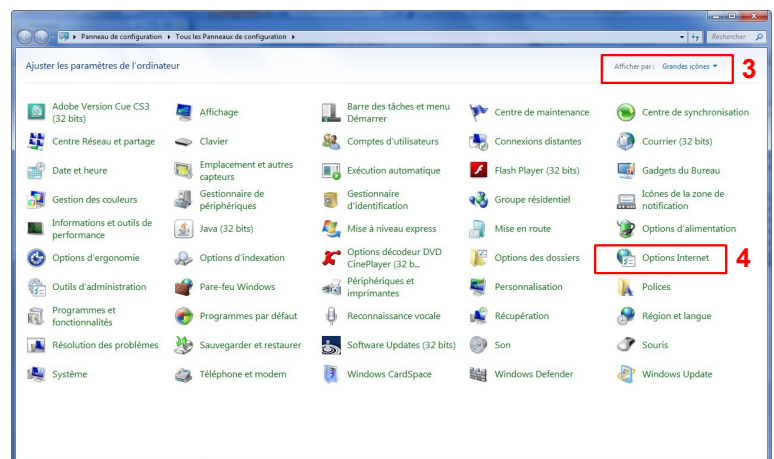 Panneau de configuration ▸ Tous les Panneaux de configuration ▸
Rechercher
Ajuster les paramètres de l'ordinateur
Afficher par : Grandes icônes
3
Adobe Version Cue CS3 (32 bits)
Affichage
Barre des tâches et menu Démarrer
Centre de maintenance
Centre de synchronisation
Centre Réseau et partage
Clavier
Comptes d'utilisateurs
Connexions distantes
Courrier (32 bits)
Date et heure
Emplacement et autres capteurs
Exécution automatique
Flash Player (32 bits)
Gadgets du Bureau
Gestion des couleurs
Gestionnaire de périphériques
Gestionnaire d'identification
Groupe résidentiel
Icônes de la zone de notification
Informations et outils de performance
Java (32 bits)
Mise à niveau express
Mise en route
Options d'alimentation
Options d'ergonomie
Options d'indexation
Options décodeur DVD CinePlayer (32 b...
Options des dossiers
Options Internet
4
Outils d'administration
Pare-feu Windows
Périphériques et imprimantes
Personnalisation
Polices
Programmes et fonctionnalités
Programmes par défaut
Reconnaissance vocale
Récupération
Région et langue
Résolution des problèmes
Sauvegarder et restaurer
Software Updates (32 bits)
Son
Souris
Système
Téléphone et modem
Windows CardSpace
Windows Defender
Windows Update